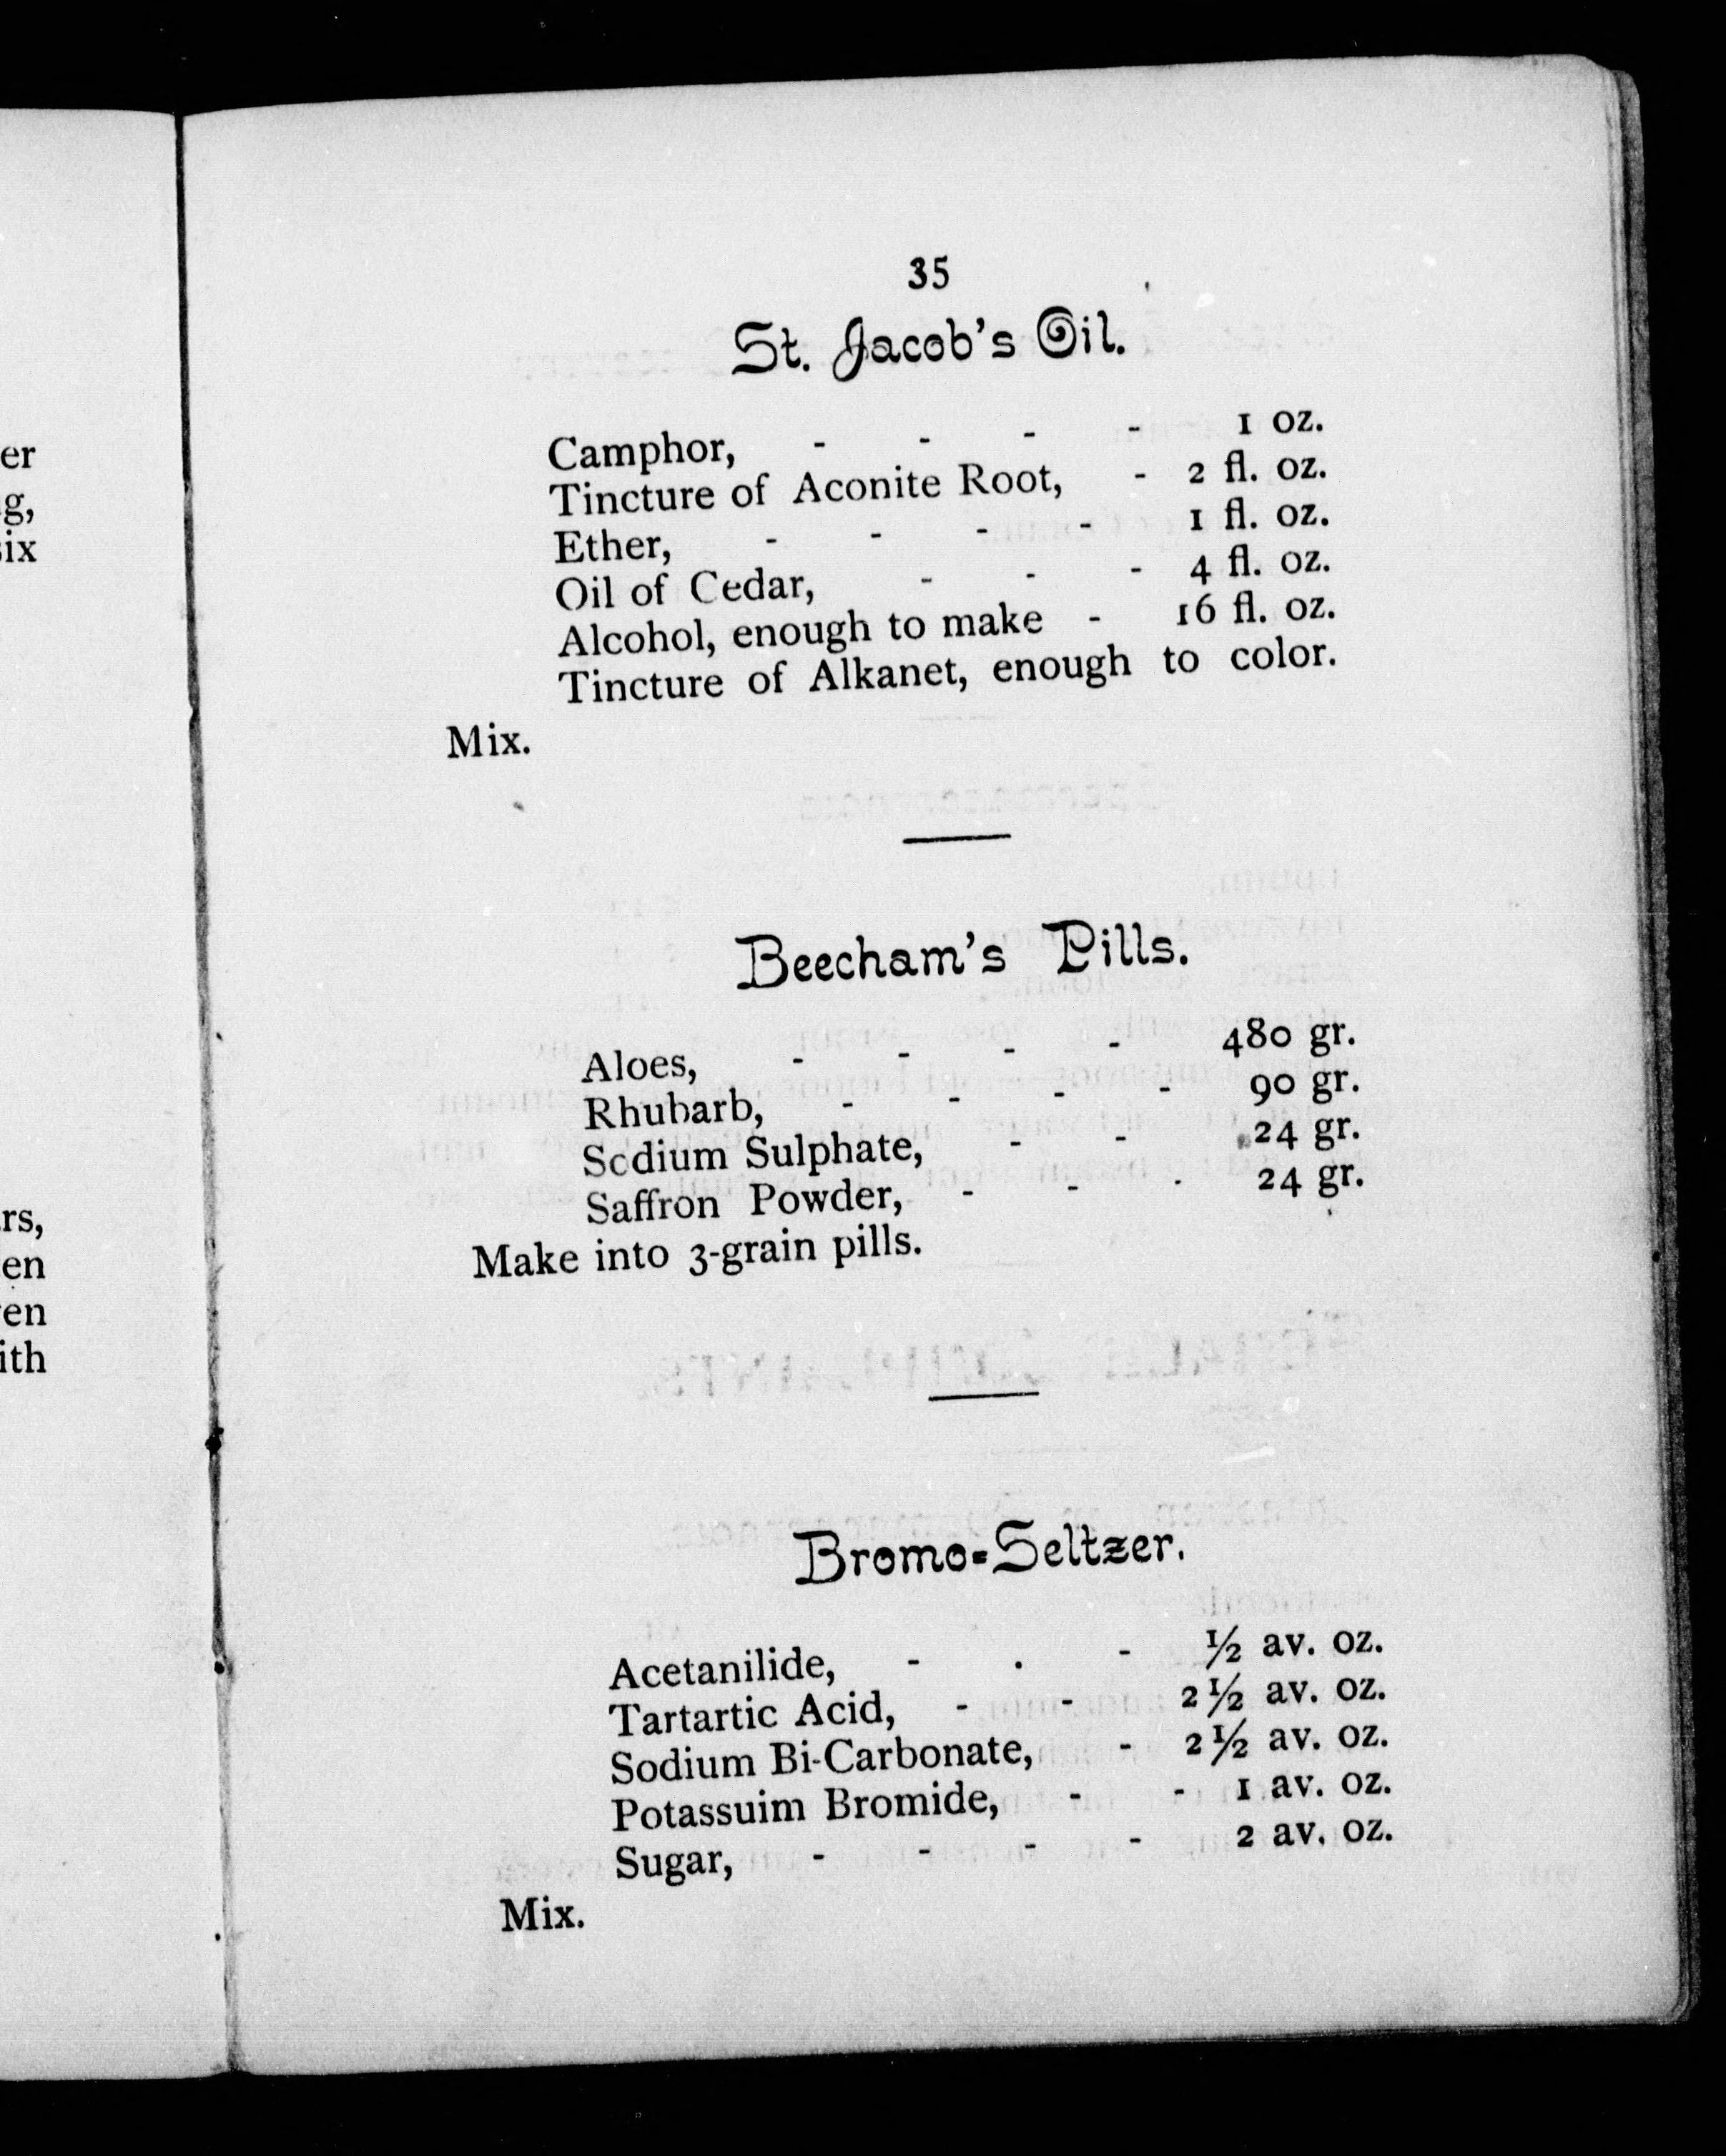 er
g,
six
rs,
en
ven
ith
35
St. Jacob's Oil.
Camphor, - - - - 1 oz.
Tincture of Aconite Root, - 2 fl. oz.
Ether, - - - - 1 fl. oz.
Oil of Cedar, - - - 4 fl. oz.
Alcohol, enough to make - 16 fl. oz.
Tincture of Alkanet, enough to color.
Mix.
Beecham's Pills.
Aloes, - - - - 480 gr.
Rhubarb, - - - - 90 gr.
Sodium Sulphate, - - 24 gr.
Saffron Powder, - - - 24 gr.
Make into 3-grain pills.
Bromo-Seltzer.
Acetanilide, - . - ½ av. oz.
Tartartic Acid, - - 2½ av. oz.
Sodium Bi-Carbonate, - 2½ av. oz.
Potassuim Bromide, - - 1 av. oz.
Sugar, - - - - 2 av. oz.
Mix.